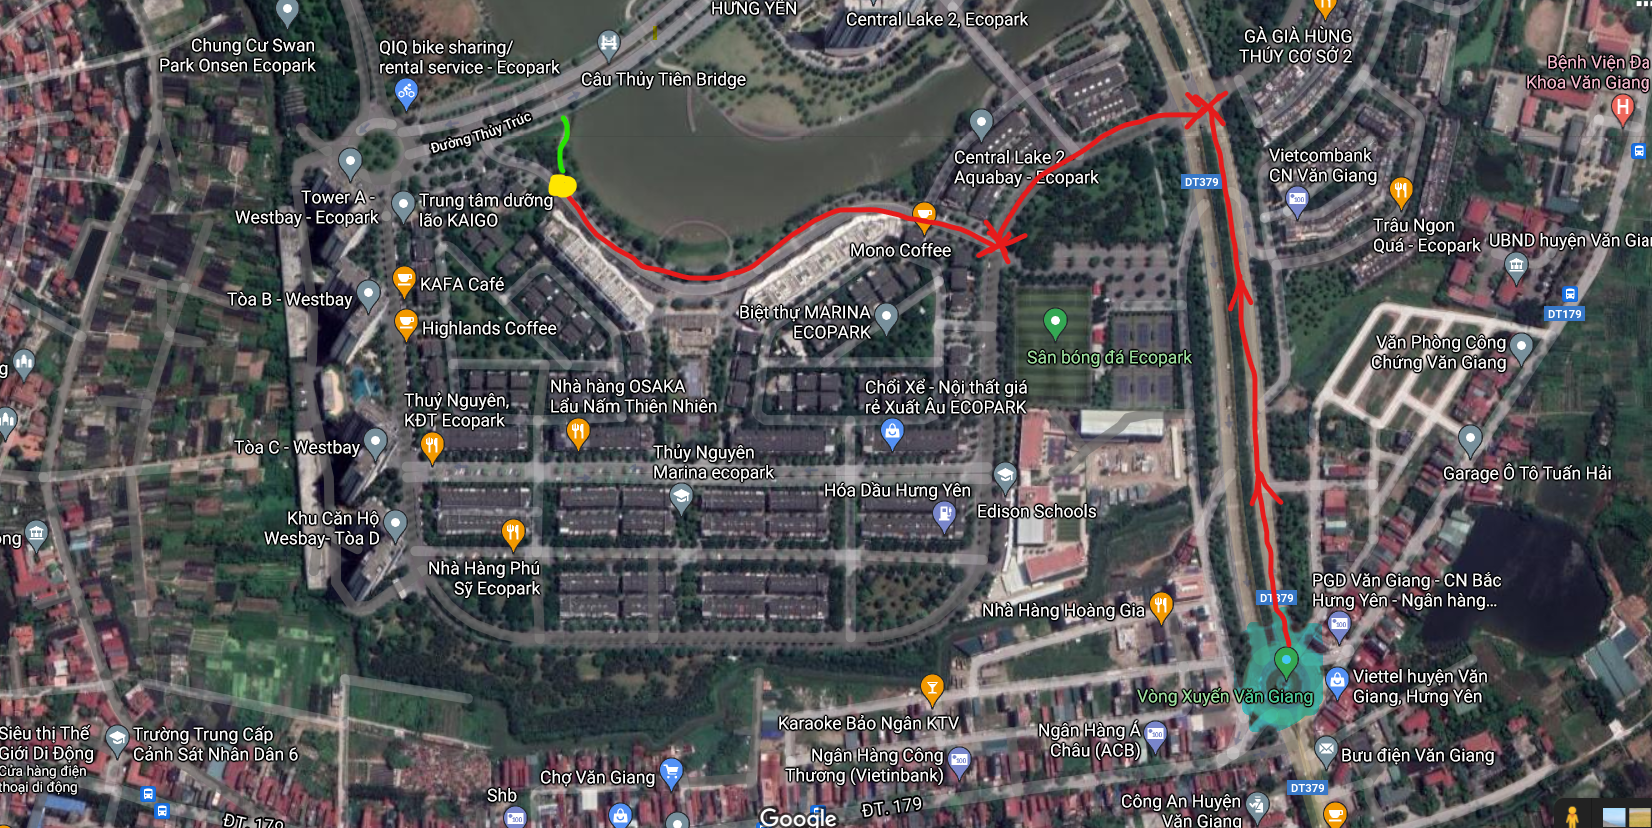 HƯNG YÊN
Central Lake 2, Ecopark
Chung Cư Swan
Park Onsen Ecopark
QIQ bike sharing/
rental service - Ecopark
Cầu Thủy Tiên Bridge
GÀ GIÀ HÙNG
THÚY CƠ SỞ 2
Bệnh Viện Đa
Khoa Văn Giang
H
Đường Thủy Trúc
Central Lake 2
Aquabay - Ecopark
Vietcombank
CN Văn Giang
DT379
Tower A -
Westbay - Ecopark
Trung tâm dưỡng
lão KAIGO
Trâu Ngon
Quá - Ecopark
UBND huyện Văn Gia
Mono Coffee
KAFA Café
Tòa B - Westbay
Highlands Coffee
Biệt thự MARINA
ECOPARK
DT179
Sân bóng đá Ecopark
Văn Phòng Công
Chứng Văn Giang
g
Thuỷ Nguyên,
KĐT Ecopark
Nhà hàng OSAKA
Lẩu Nấm Thiên Nhiên
Chổi Xể - Nội thất giá
rẻ Xuất Âu ECOPARK
Tòa C - Westbay
Thủy Nguyên
Marina ecopark
Garage Ô Tô Tuấn Hải
Hóa Dầu Hưng Yên
Edison Schools
Khu Căn Hộ
Wesbay- Tòa D
ong
Nhà Hàng Phú
Sỹ Ecopark
DT379
PGD Văn Giang - CN Bắc
Hưng Yên - Ngân hàng...
Nhà Hàng Hoàng Gia
Vòng Xuyến Văn Giang
Viettel huyện Văn
Giang, Hưng Yên
Karaoke Bảo Ngân KTV
Siêu thị Thế
Giới Di Động
Cửa hàng điện
thoại di động
Trường Trung Cấp
Cảnh Sát Nhân Dân 6
Ngân Hàng Á
Châu (ACB)
Ngân Hàng Công
Thương (Vietinbank)
Bưu điện Văn Giang
Chợ Văn Giang
DT379
Shb
Google
ĐT. 179
Công An Huyện
Văn Giang
ĐT. 179